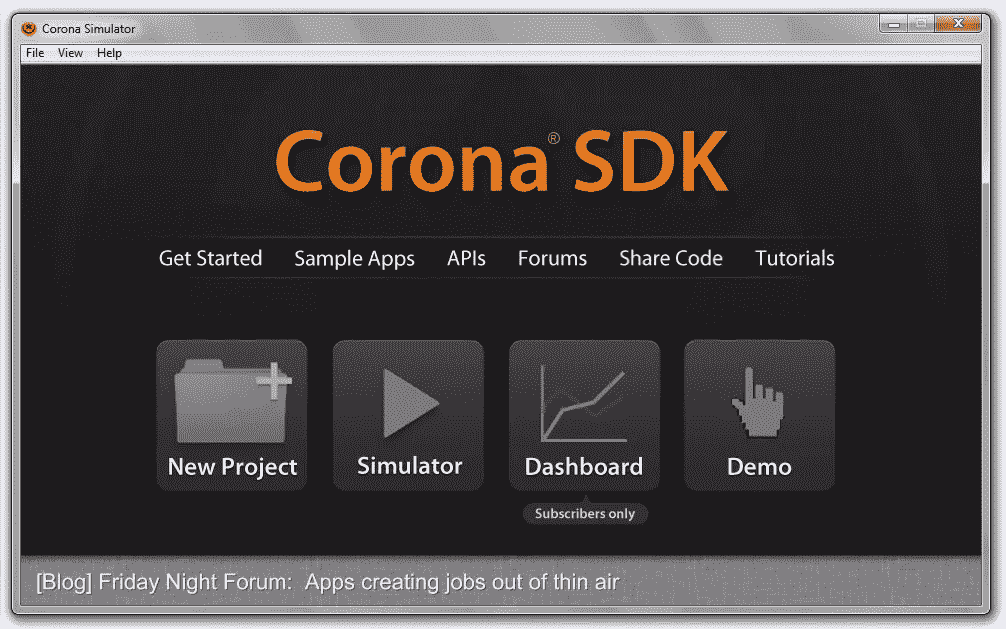 Corona Simulator
File View Help
Corona® SDK
Get Started Sample Apps APIs Forums Share Code Tutorials
New Project Simulator Dashboard Demo
Subscribers only
[Blog] Friday Night Forum:  Apps creating jobs out of thin air